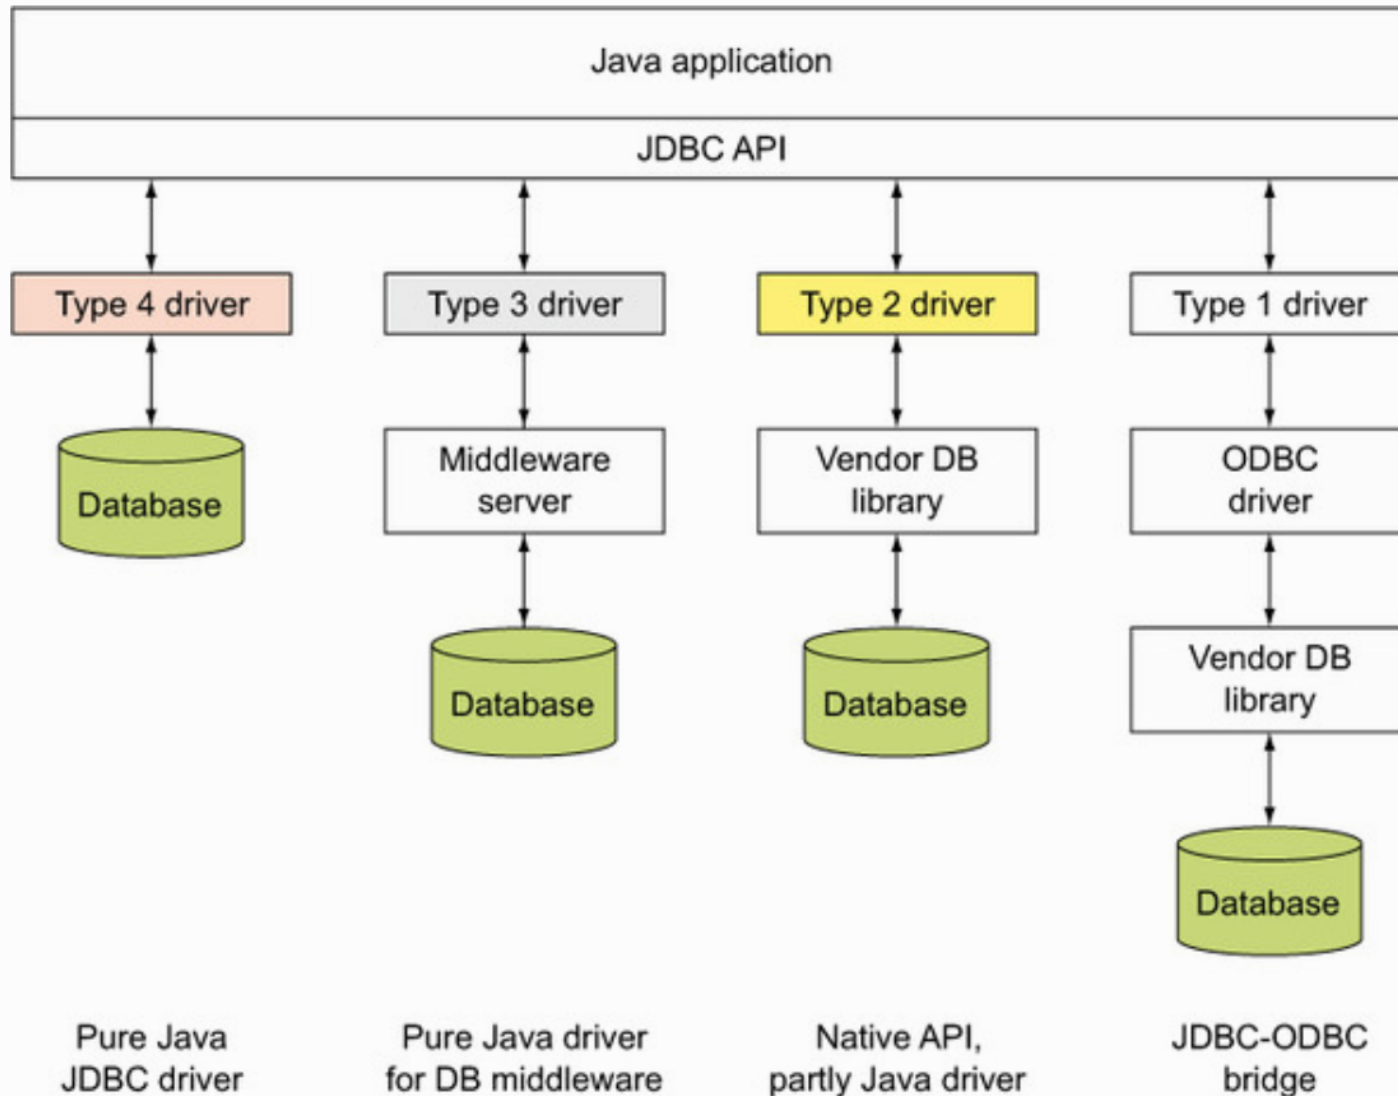 Java application
JDBC API
Type 4 driver
Type 3 driver
Type 2 driver
Type 1 driver
Database
Middleware
server
Vendor DB
library
ODBC
driver
Database
Database
Vendor DB
library
Database
Pure Java
JDBC driver
Pure Java driver
for DB middleware
Native API,
partly Java driver
JDBC-ODBC
bridge